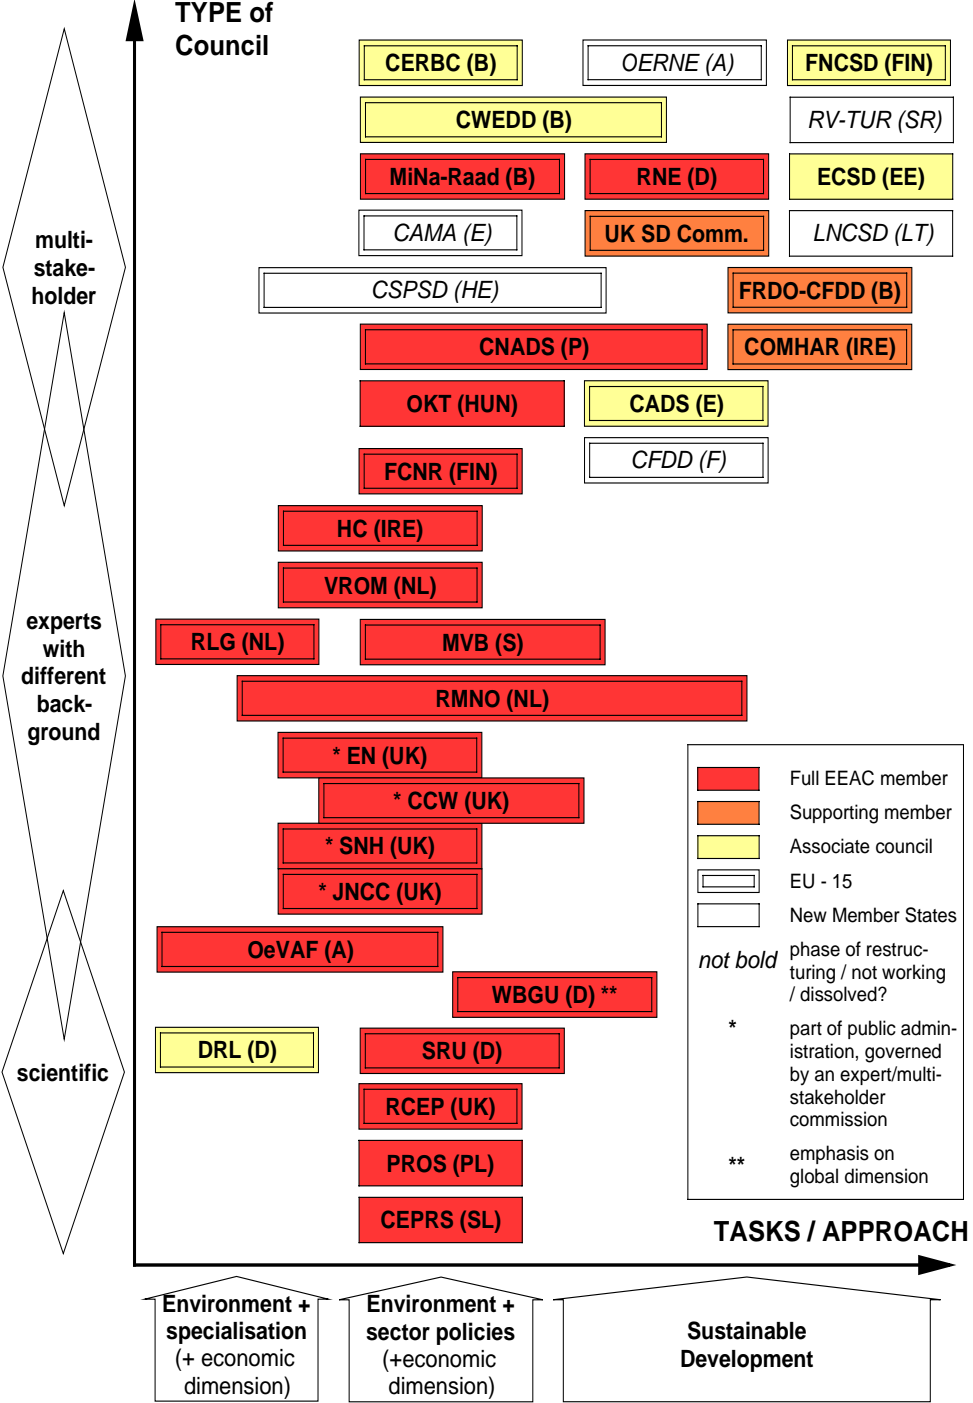 TYPE of
Council
CERBC (B)
OERNE (A)
FNCSD (FIN)
CWEDD (B)
RV-TUR (SR)
MiNa-Raad (B)
RNE (D)
ECSD (EE)
CAMA (E)
UK SD Comm.
LNCSD (LT)
multi-
stake-
holder
CSPSD (HE)
FRDO-CFDD (B)
CNADS (P)
COMHAR (IRE)
OKT (HUN)
CADS (E)
CFDD (F)
FCNR (FIN)
HC (IRE)
VROM (NL)
experts
with
different
back-
ground
RLG (NL)
MVB (S)
RMNO (NL)
* EN (UK)
* CCW (UK)
* SNH (UK)
* JNCC (UK)
OeVAF (A)
WBGU (D) **
scientific
DRL (D)
SRU (D)
RCEP (UK)
PROS (PL)
CEPRS (SL)
Full EEAC member
Supporting member
Associate council
EU - 15
New Member States
not bold
phase of restruc-
turing / not working
/ dissolved?
*
part of public admin-
istration, governed
by an expert/multi-
stakeholder
commission
**
emphasis on
global dimension
TASKS / APPROACH
Environment +
specialisation
(+ economic
dimension)
Environment +
sector policies
(+economic
dimension)
Sustainable
Development